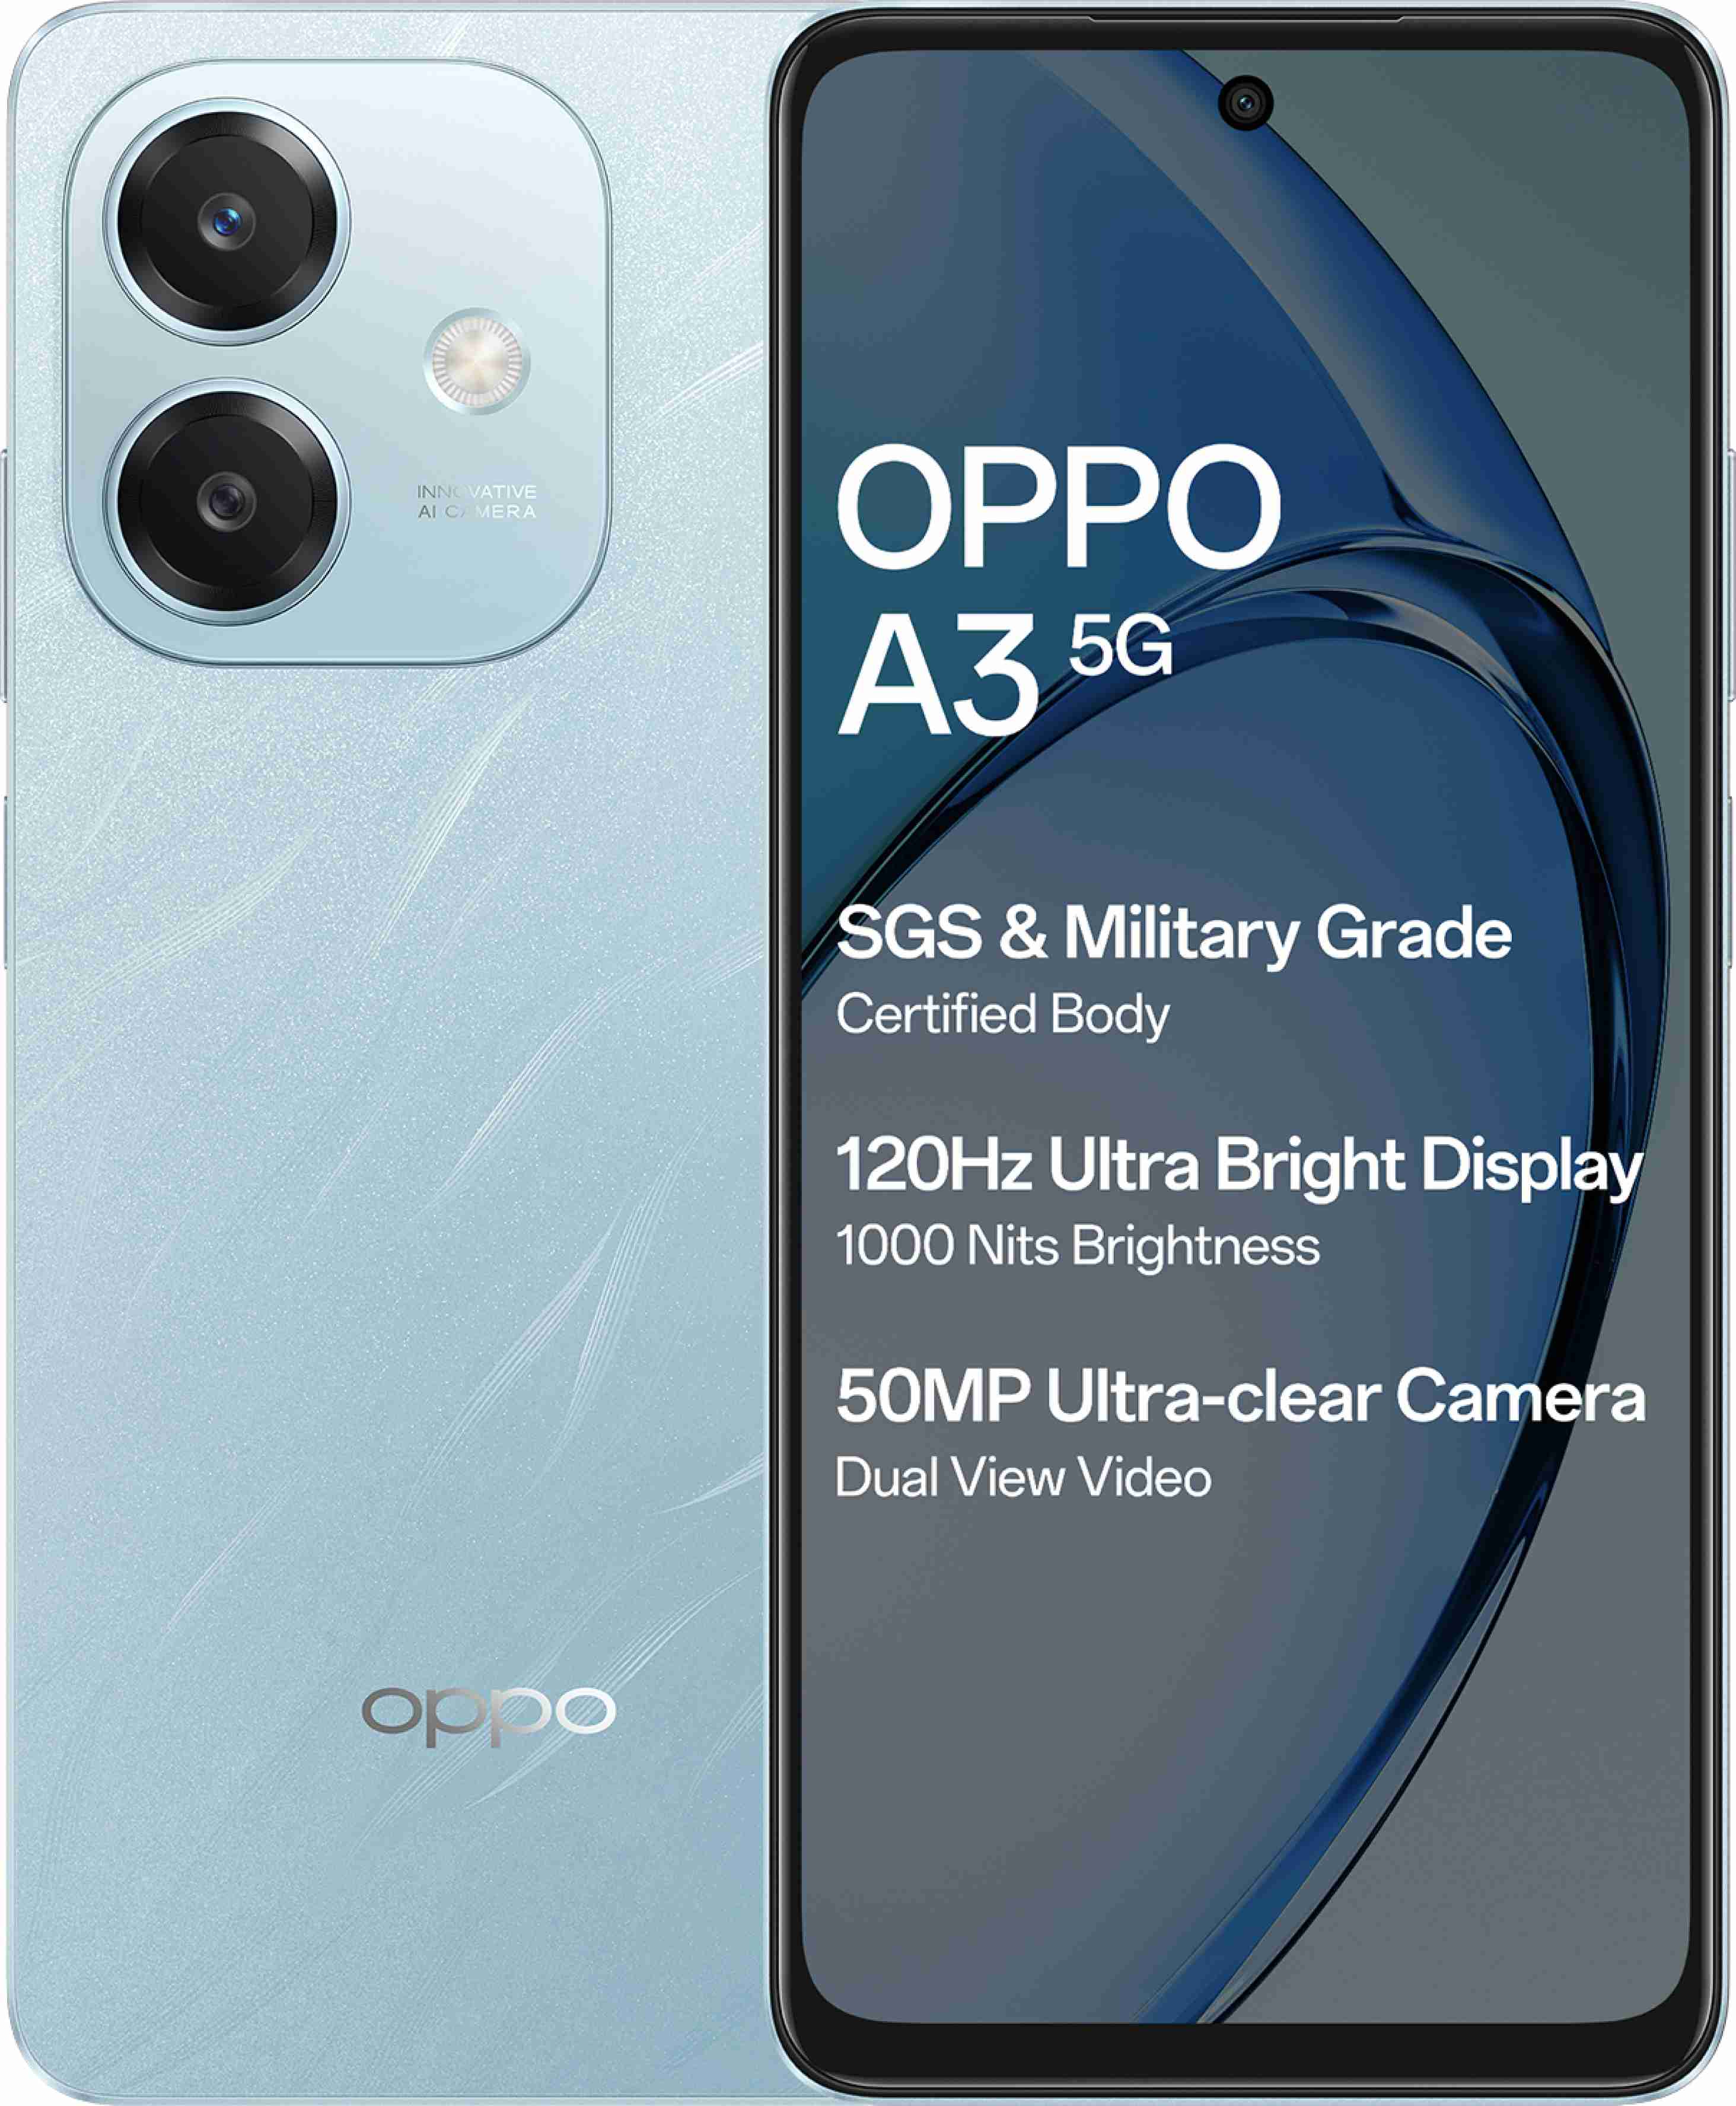 INNOVATIVE
AI CAMERA
oppo
OPPO
A3 5G
SGS & Military Grade
Certified Body
120Hz Ultra Bright Display
1000 Nits Brightness
50MP Ultra-clear Camera
Dual View Video